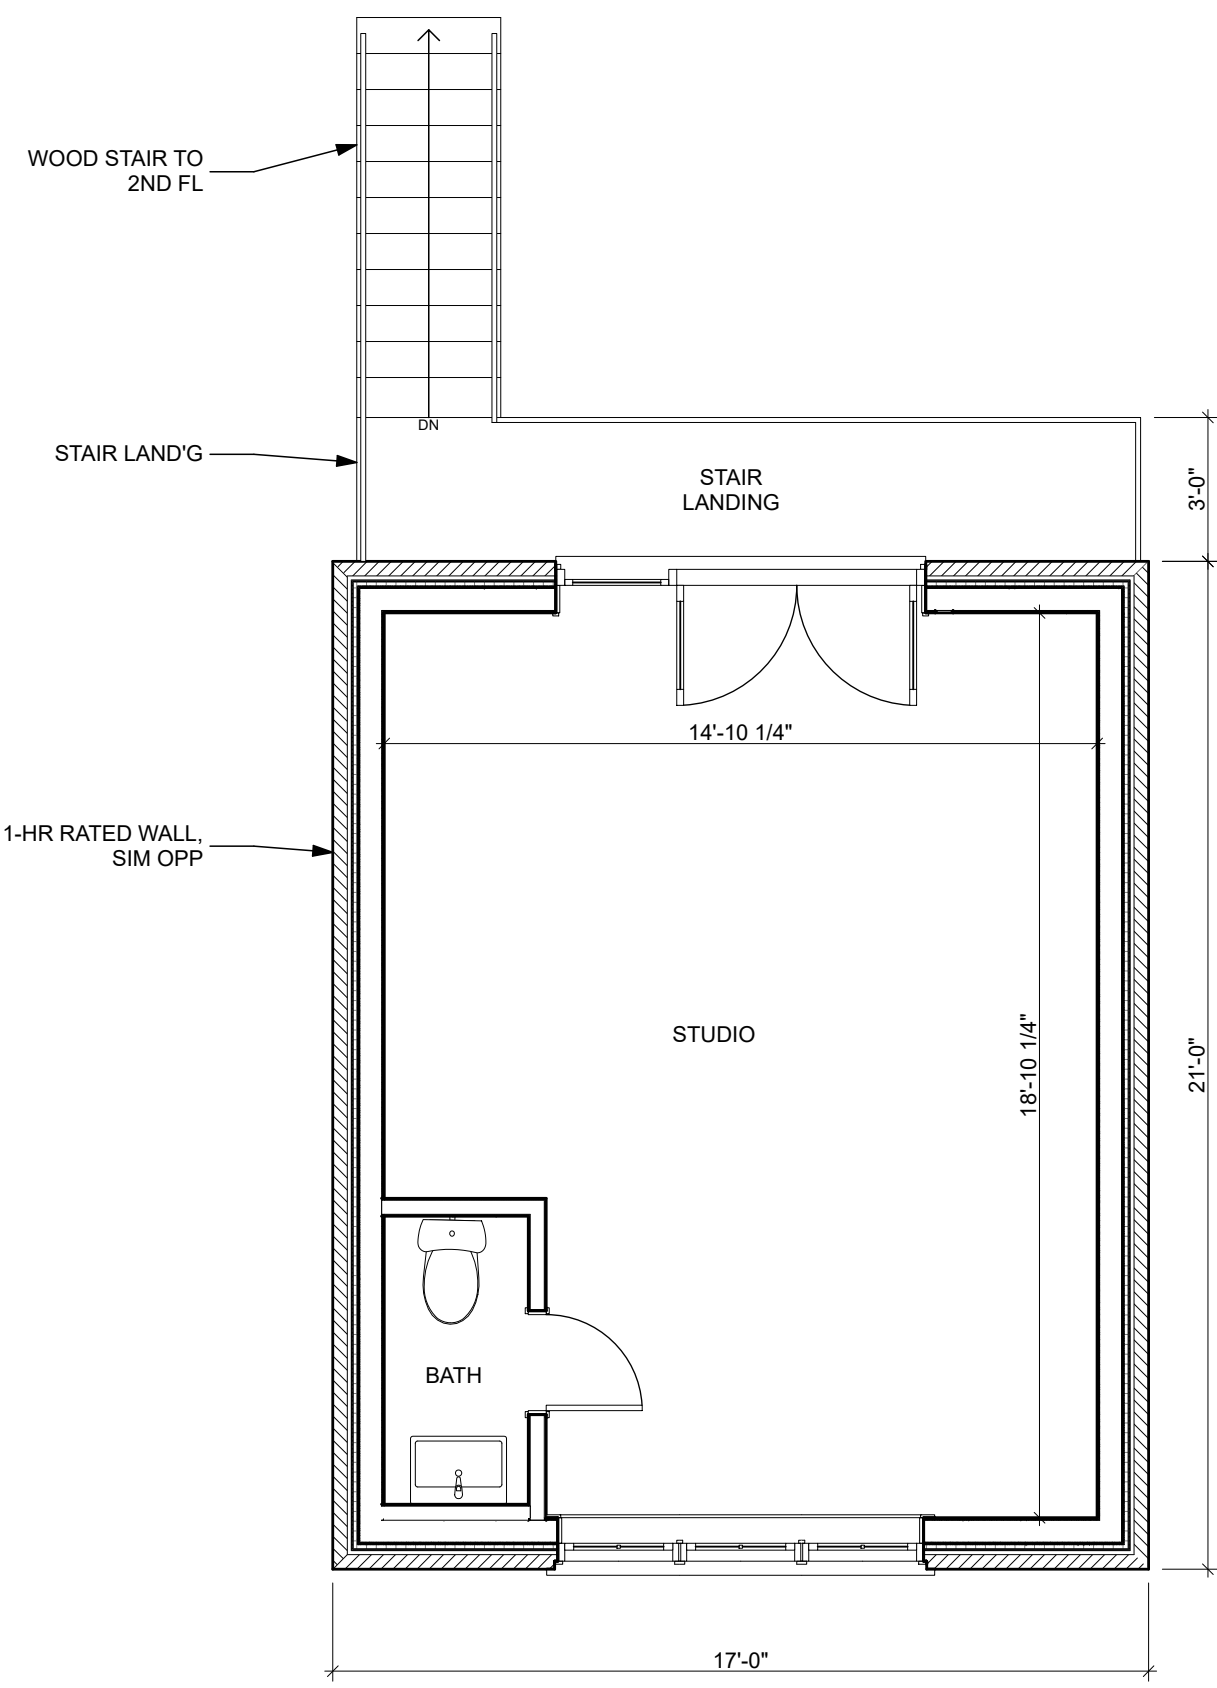 WOOD STAIR TO
2ND FL
DN
STAIR LAND'G
STAIR
LANDING
3'-0"
14'-10 1/4"
1-HR RATED WALL,
SIM OPP
STUDIO
18'-10 1/4"
21'-0"
BATH
17'-0"